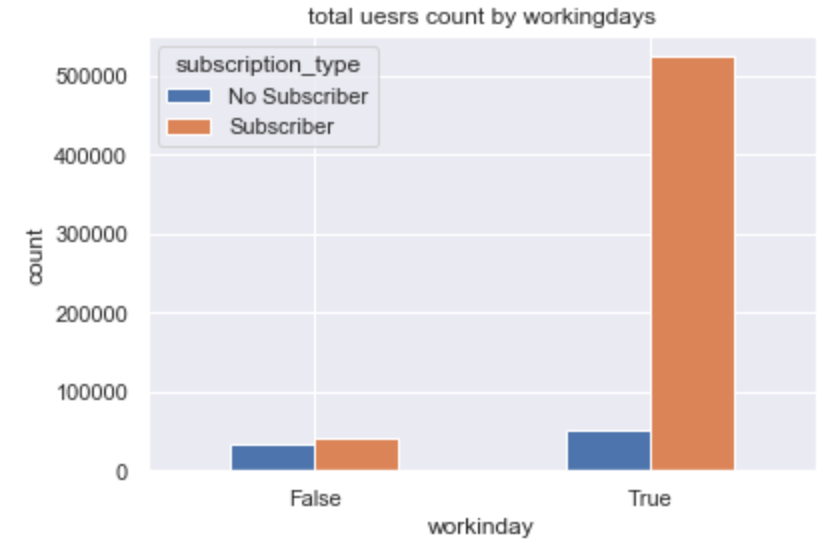 total uesrs count by workingdays
subscription_type
No Subscriber
Subscriber
500000
400000
300000
200000
100000
0
count
False
True
workinday